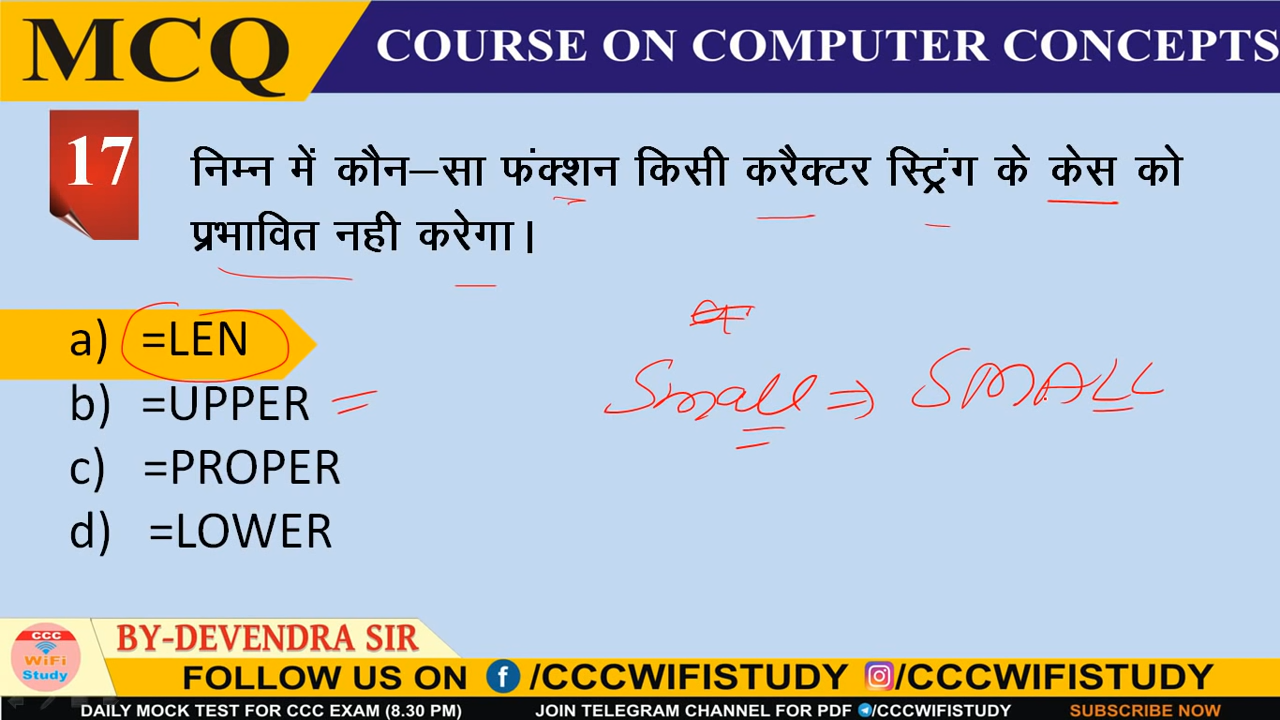 MCQ
COURSE ON COMPUTER CONCEPTS
17
निम्न में कौन–सा फंक्शन किसी करैक्टर स्ट्रिंग के केस को
प्रभावित नही करेगा।
a) =LEN
b) =UPPER
c) =PROPER
d) =LOWER
Small ⇒ SMALL
CCC
WiFi
Study
BY-DEVENDRA SIR
FOLLOW US ON f /CCCWIFISTUDY /CCCWIFISTUDY
DAILY MOCK TEST FOR CCC EXAM (8.30 PM) JOIN TELEGRAM CHANNEL FOR PDF /CCCWIFISTUDY SUBSCRIBE NOW